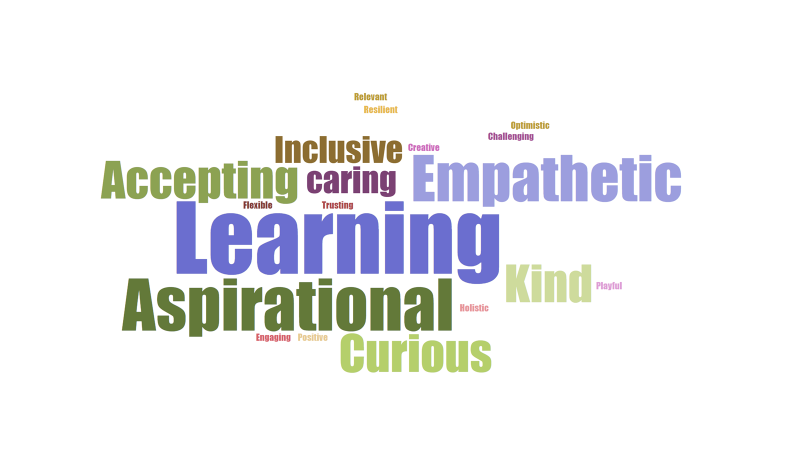 Relevant
Resilient
Optimistic
Challenging
Inclusive
Creative
Accepting
caring
Empathetic
Flexible
Trusting
Learning
Kind
Playful
Aspirational
Holistic
Engaging
Positive
Curious